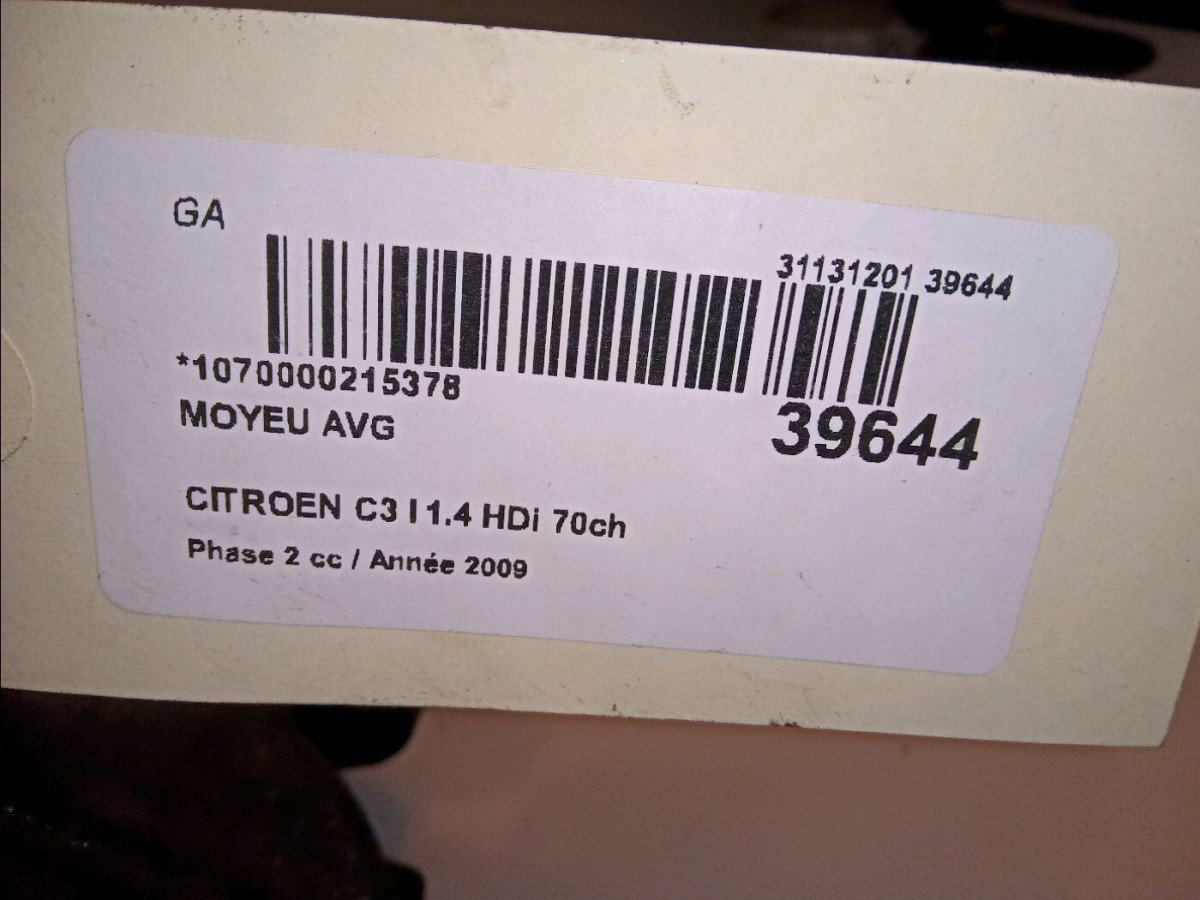 GA
31131201 39644
*1070000215378
39644
MOYEU AVG
CITROEN C3 I 1.4 HDi 70ch
Phase 2 cc / Année 2009